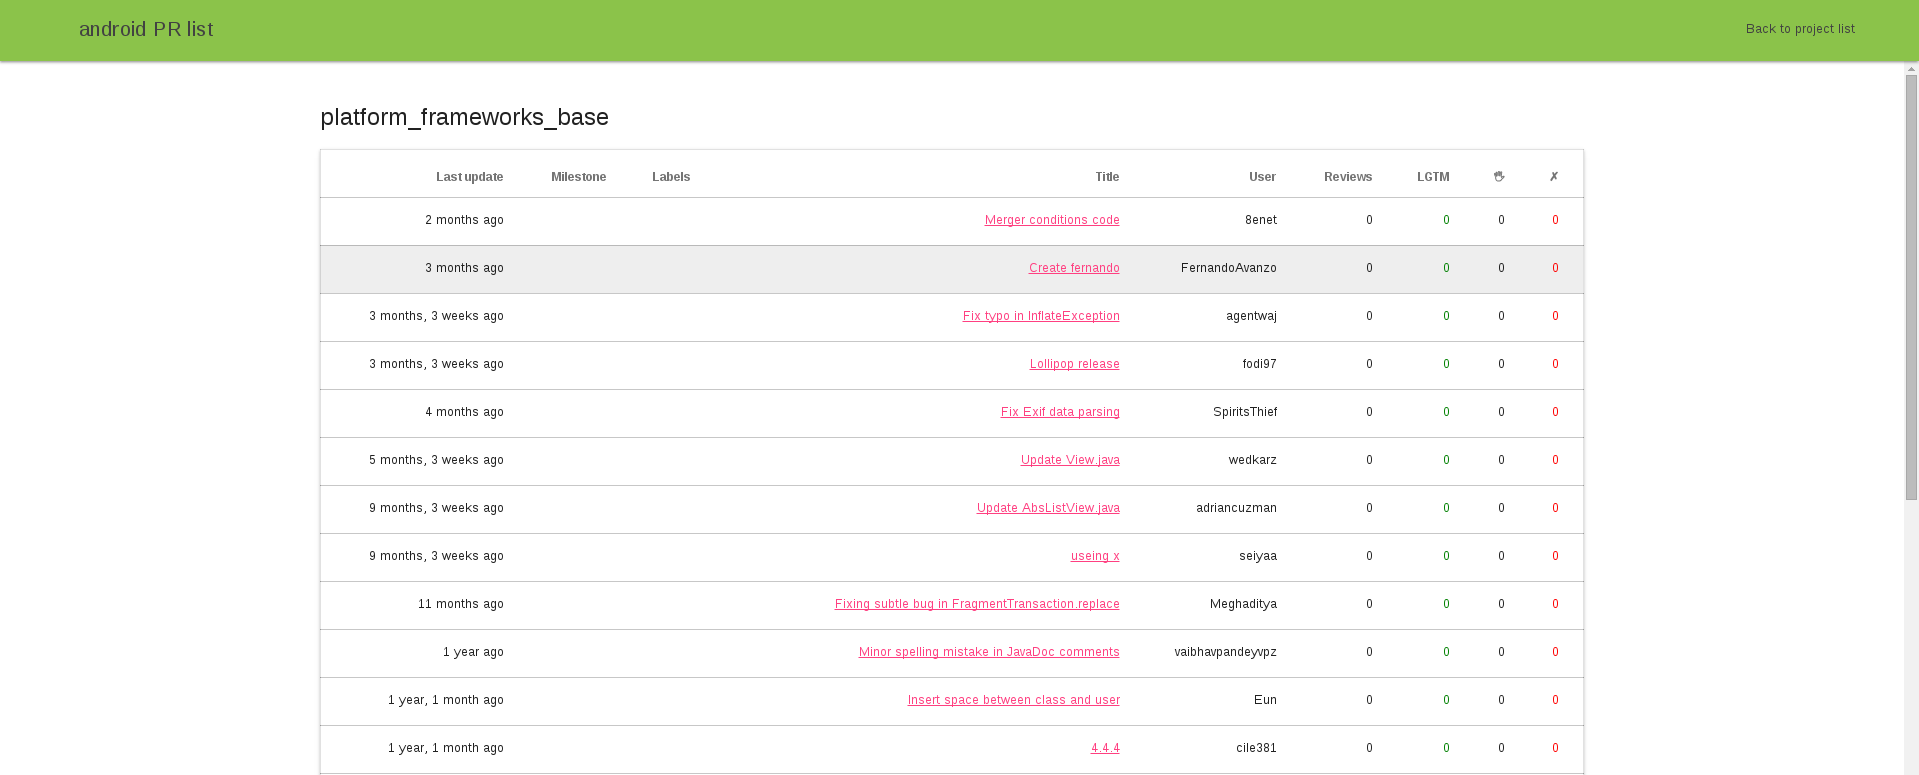 android PR list
Back to project list
platform_frameworks_base
Last update Milestone Labels Title User Reviews LGTM 🖐 ✗
2 months ago Merger conditions code 8enet 0 0 0 0
3 months ago Create fernando FernandoAvanzo 0 0 0 0
3 months, 3 weeks ago Fix typo in InflateException agentwaj 0 0 0 0
3 months, 3 weeks ago Lollipop release fodi97 0 0 0 0
4 months ago Fix Exif data parsing SpiritsThief 0 0 0 0
5 months, 3 weeks ago Update View.java wedkarz 0 0 0 0
9 months, 3 weeks ago Update AbsListView.java adriancuzman 0 0 0 0
9 months, 3 weeks ago useing x seiyaa 0 0 0 0
11 months ago Fixing subtle bug in FragmentTransaction.replace Meghaditya 0 0 0 0
1 year ago Minor spelling mistake in JavaDoc comments vaibhavpandeyvpz 0 0 0 0
1 year, 1 month ago Insert space between class and user Eun 0 0 0 0
1 year, 1 month ago 4.4.4 cile381 0 0 0 0